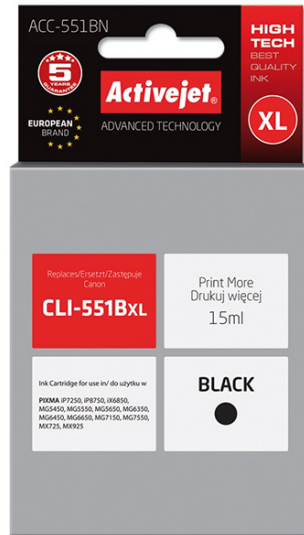 ACC-551BN
5
YEARS
GUARANTEE
EUROPEAN
BRAND
Activejet®
ADVANCED TECHNOLOGY
HIGH
TECH
BEST
QUALITY
INK
XL
Replaces/Ersetzt/Zastępuje
Canon
CLI-551BXL
Print More
Drukuj więcej
15ml
Ink Cartridge for use in/ do użytku w
PIXMA iP7250, iP8750, iX6850,
MG5450, MG5550, MG5650, MG6350,
MG6450, MG6650, MG7150, MG7550,
MX725, MX925
BLACK